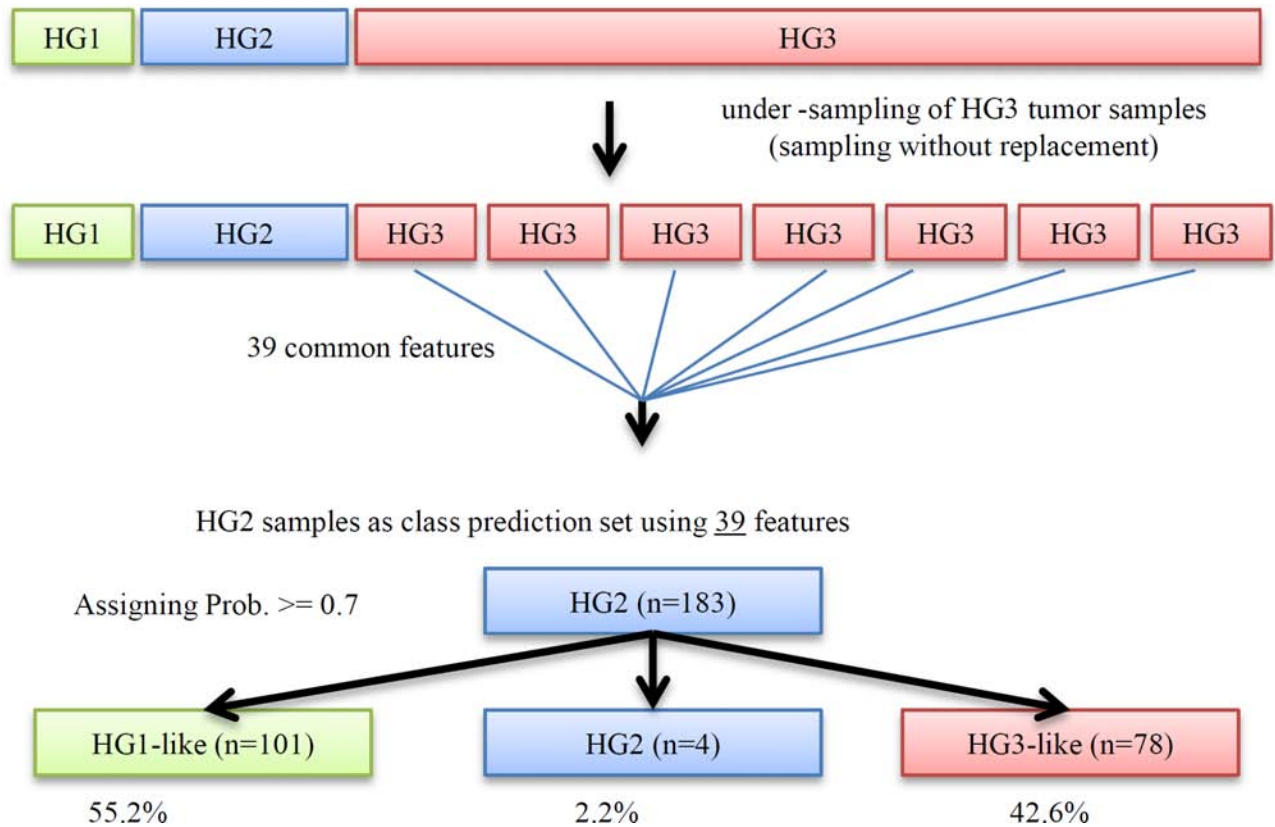 HG1 HG2 HG3
under -sampling of HG3 tumor samples
(sampling without replacement)
HG1 HG2 HG3 HG3 HG3 HG3 HG3 HG3 HG3
39 common features
HG2 samples as class prediction set using 39 features
Assigning Prob. >= 0.7
HG2 (n=183)
HG1-like (n=101) HG2 (n=4) HG3-like (n=78)
55.2% 2.2% 42.6%